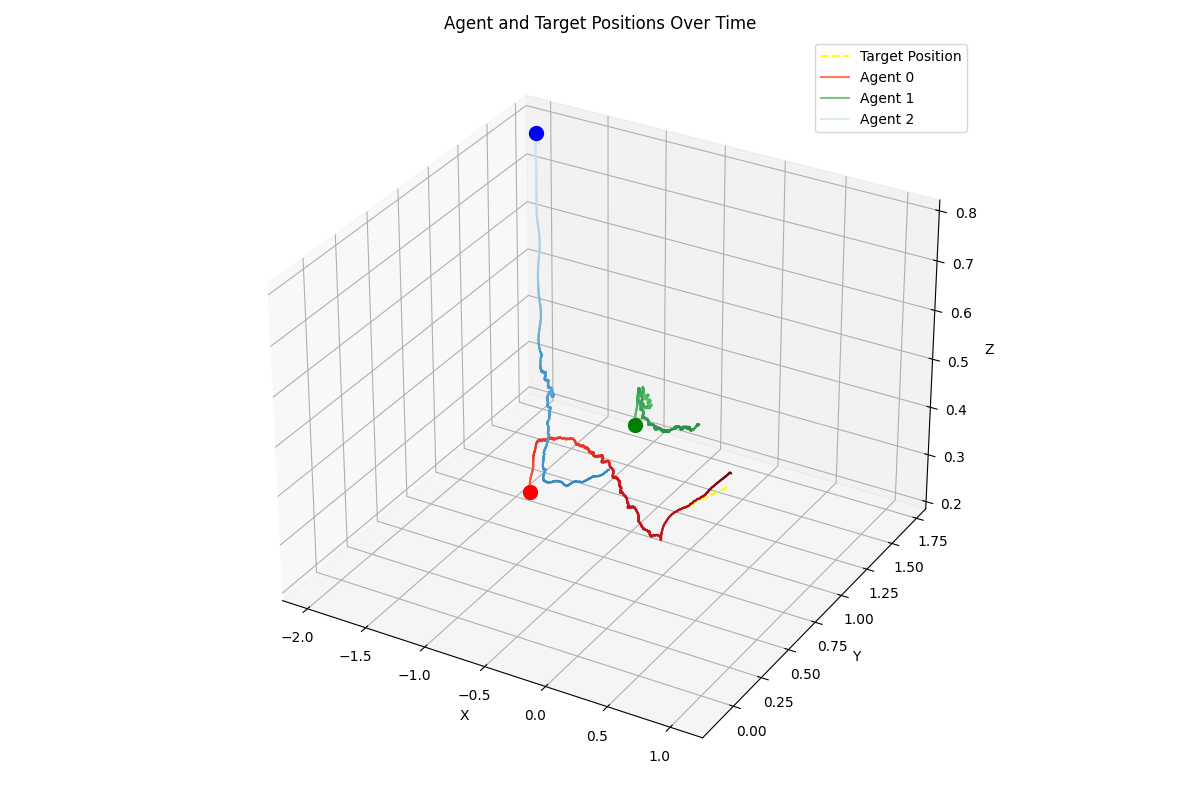 Agent and Target Positions Over Time
Target Position
Agent 0
Agent 1
Agent 2
0.8
0.7
0.6
0.5
0.4
0.3
0.2
Z
1.75
1.50
1.25
1.00
0.75
0.50
0.25
0.00
Y
−2.0
−1.5
−1.0
−0.5
0.0
0.5
1.0
X